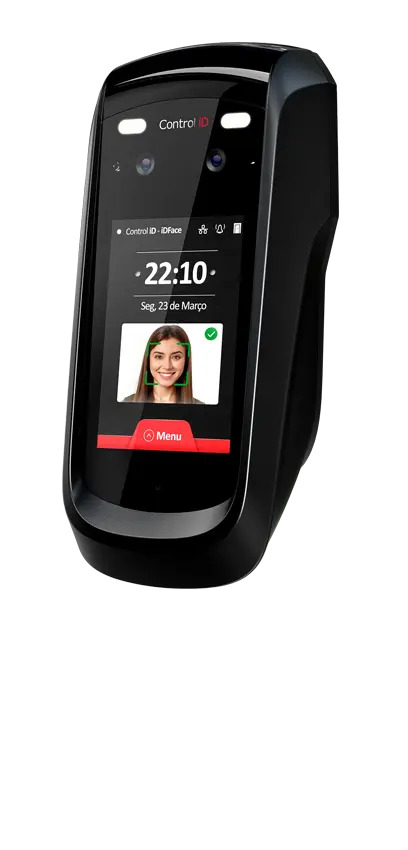 Control iD
Control iD - iDFace
22:10
Seg, 23 de Março
Menu